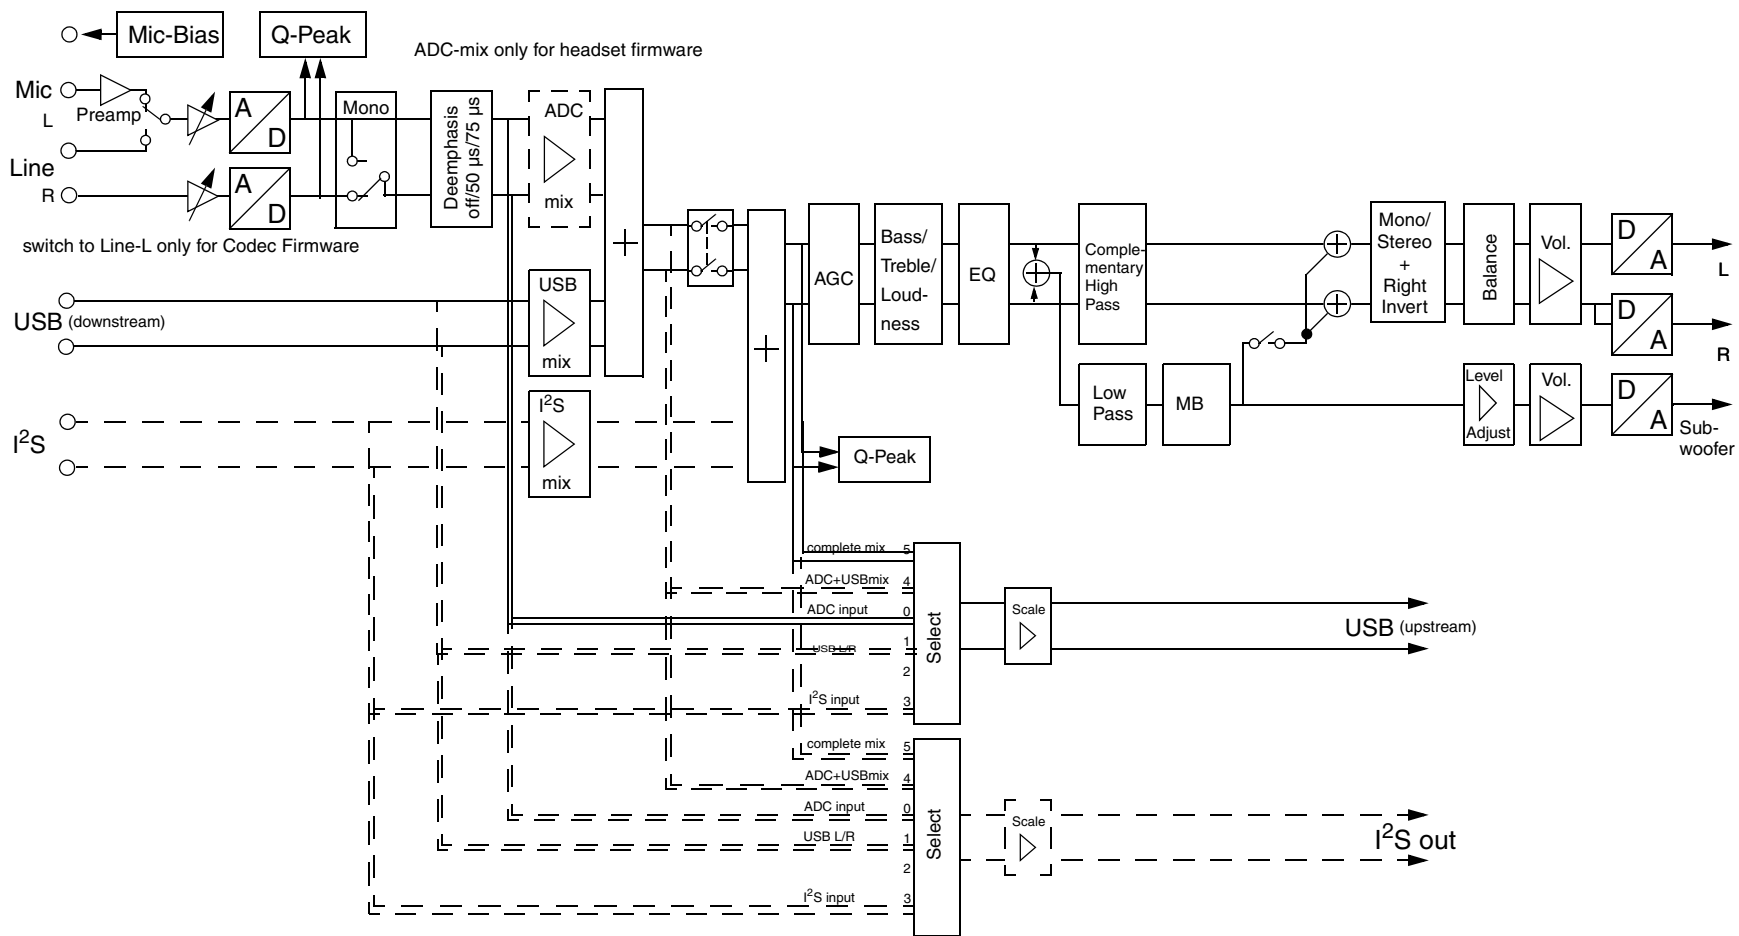 Mic-Bias
Q-Peak
ADC-mix only for headset firmware
Mic
L
Preamp
Line
R
A
D
A
D
Mono
Deemphasis
off/50 µs/75 µs
ADC
mix
switch to Line-L only for Codec Firmware
USB (downstream)
USB
mix
I²S
I²S
mix
+
+
AGC
Bass/
Treble/
Loud-
ness
EQ
Comple-
mentary
High
Pass
Low
Pass
MB
Mono/
Stereo
+
Right
Invert
Balance
Vol.
D
A
L
D
A
R
Level
Adjust
Vol.
D
A
Sub-
woofer
Q-Peak
complete mix 5
ADC+USBmix 4
ADC input 0
USB L/R 1
2
I²S input 3
Select
Scale
USB (upstream)
complete mix 5
ADC+USBmix 4
ADC input 0
USB L/R 1
2
I²S input 3
Select
Scale
I²S out